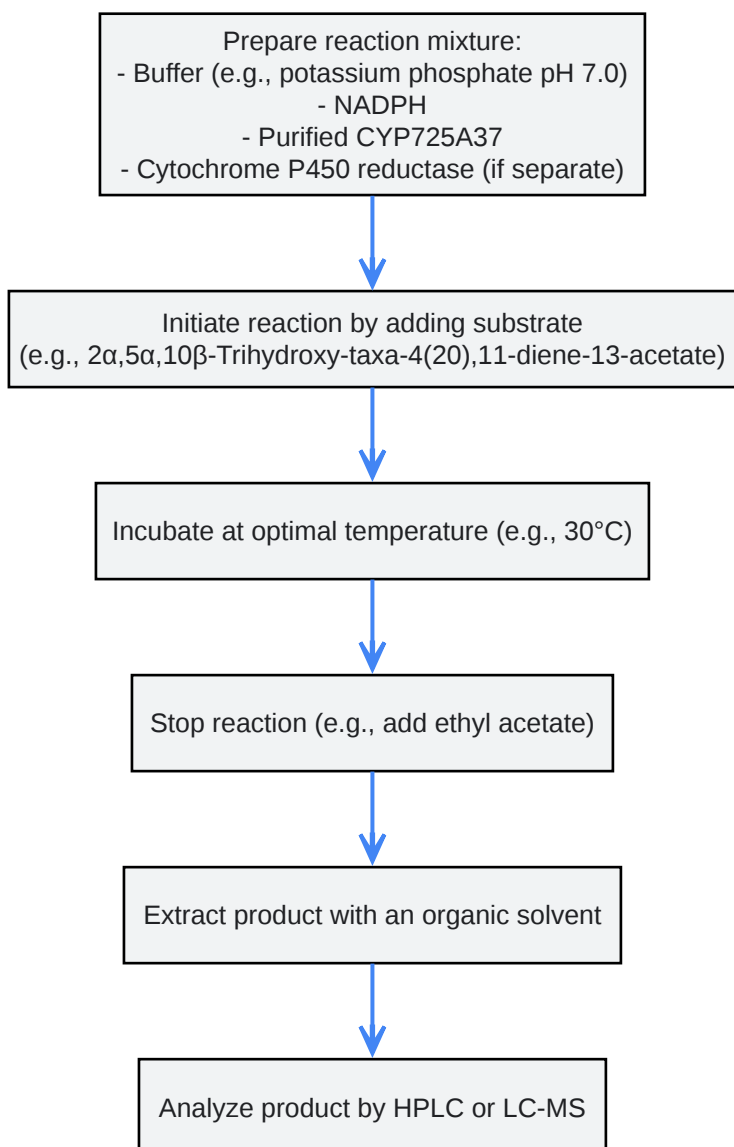 Prepare reaction mixture:
- Buffer (e.g., potassium phosphate pH 7.0)
- NADPH
- Purified CYP725A37
- Cytochrome P450 reductase (if separate)
Initiate reaction by adding substrate
(e.g., 2α,5α,10β-Trihydroxy-taxa-4(20),11-diene-13-acetate)
Incubate at optimal temperature (e.g., 30°C)
Stop reaction (e.g., add ethyl acetate)
Extract product with an organic solvent
Analyze product by HPLC or LC-MS